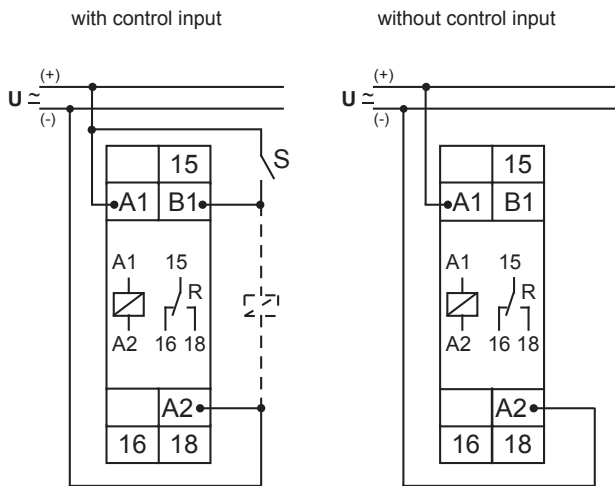 with control input
without control input
(+)
U ≂
(-)
S
15
A1 B1
A1 15
R
A2 16 18
A2
16 18
(+)
U ≂
(-)
15
A1 B1
A1 15
R
A2 16 18
A2
16 18